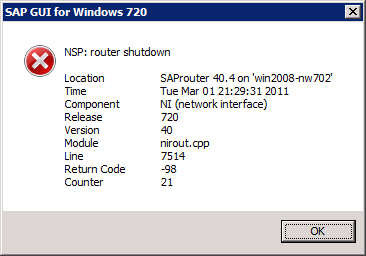 SAP GUI for Windows 720
NSP: router shutdown
Location SAProuter 40.4 on 'win2008-nw702'
Time Tue Mar 01 21:29:31 2011
Component NI (network interface)
Release 720
Version 40
Module nirout.cpp
Line 7514
Return Code -98
Counter 21
OK